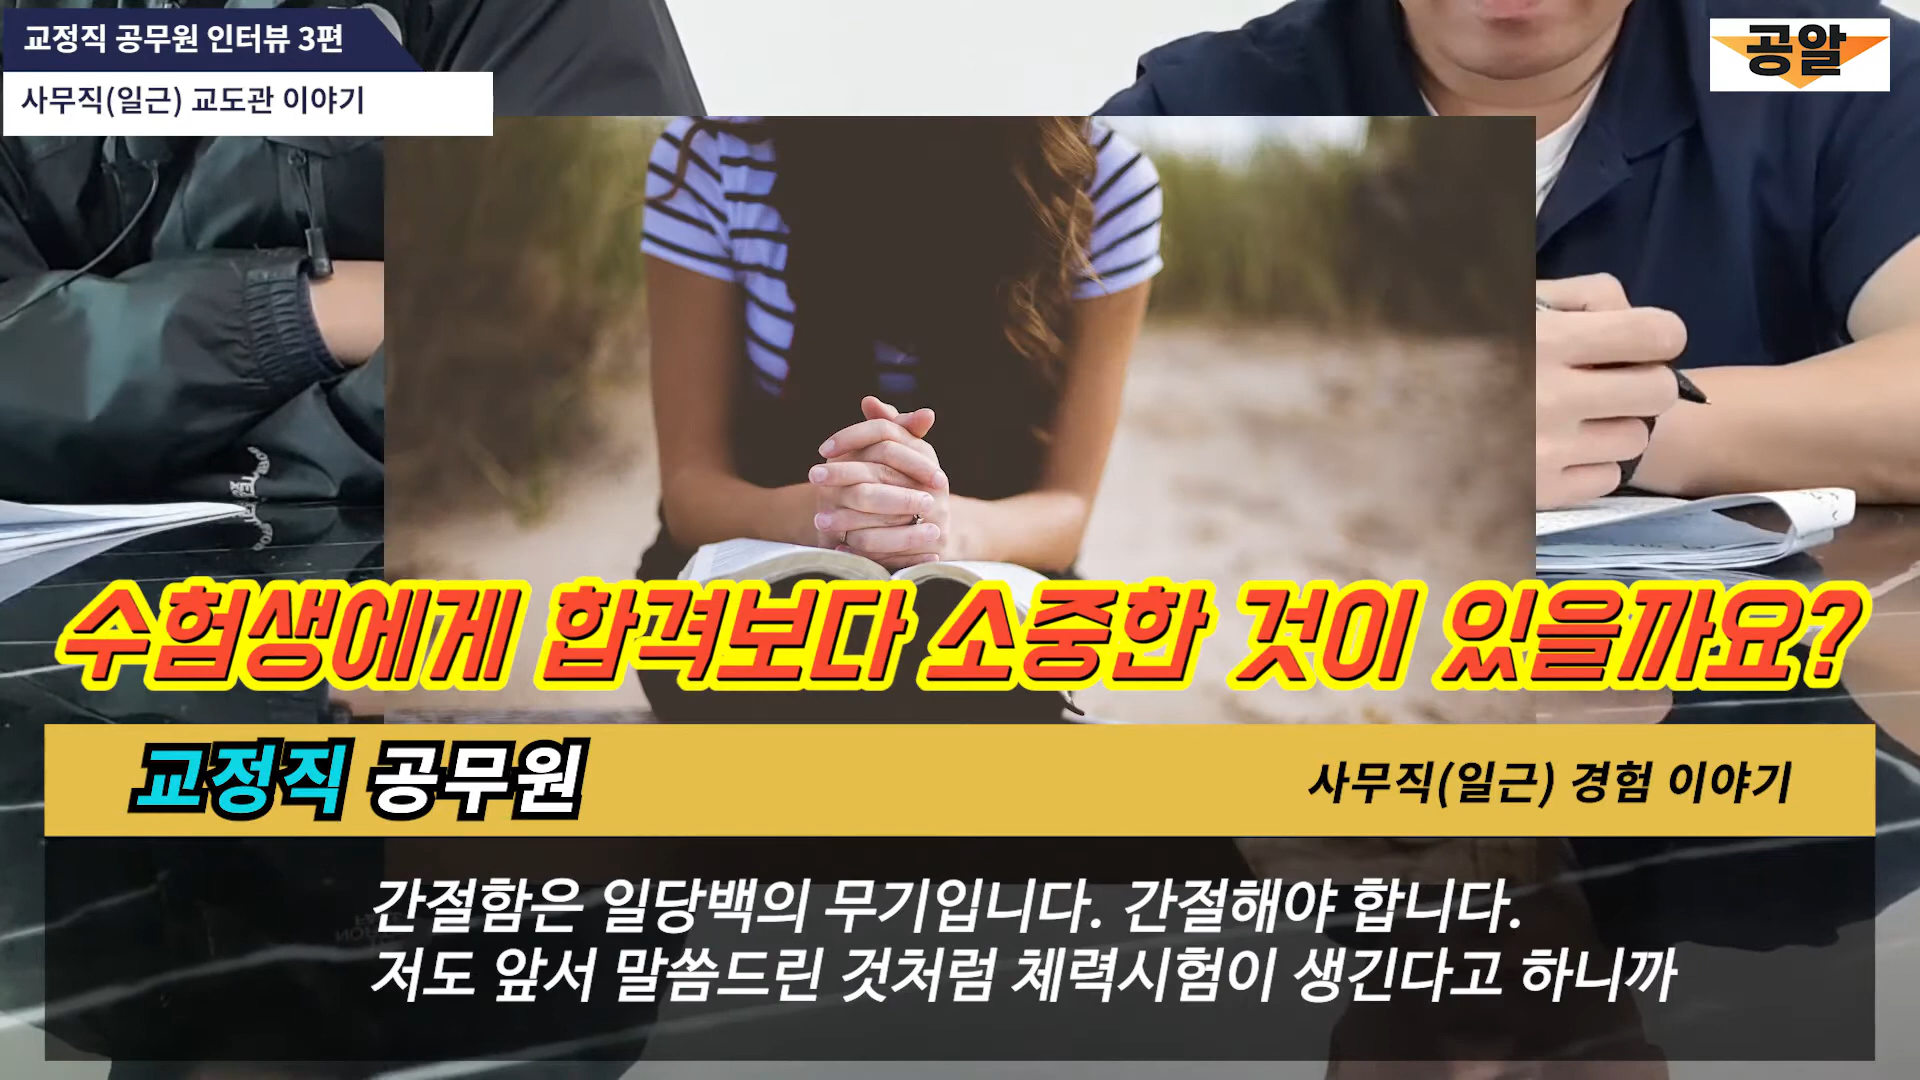 교정직 공무원 인터뷰 3편
사무직(일근) 교도관 이야기
공알
수험생에게 합격보다 소중한 것이 있을까요?
교정직 공무원
사무직(일근) 경험 이야기
간절함은 일당백의 무기입니다. 간절해야 합니다.
저도 앞서 말씀드린 것처럼 체력시험이 생긴다고 하니까